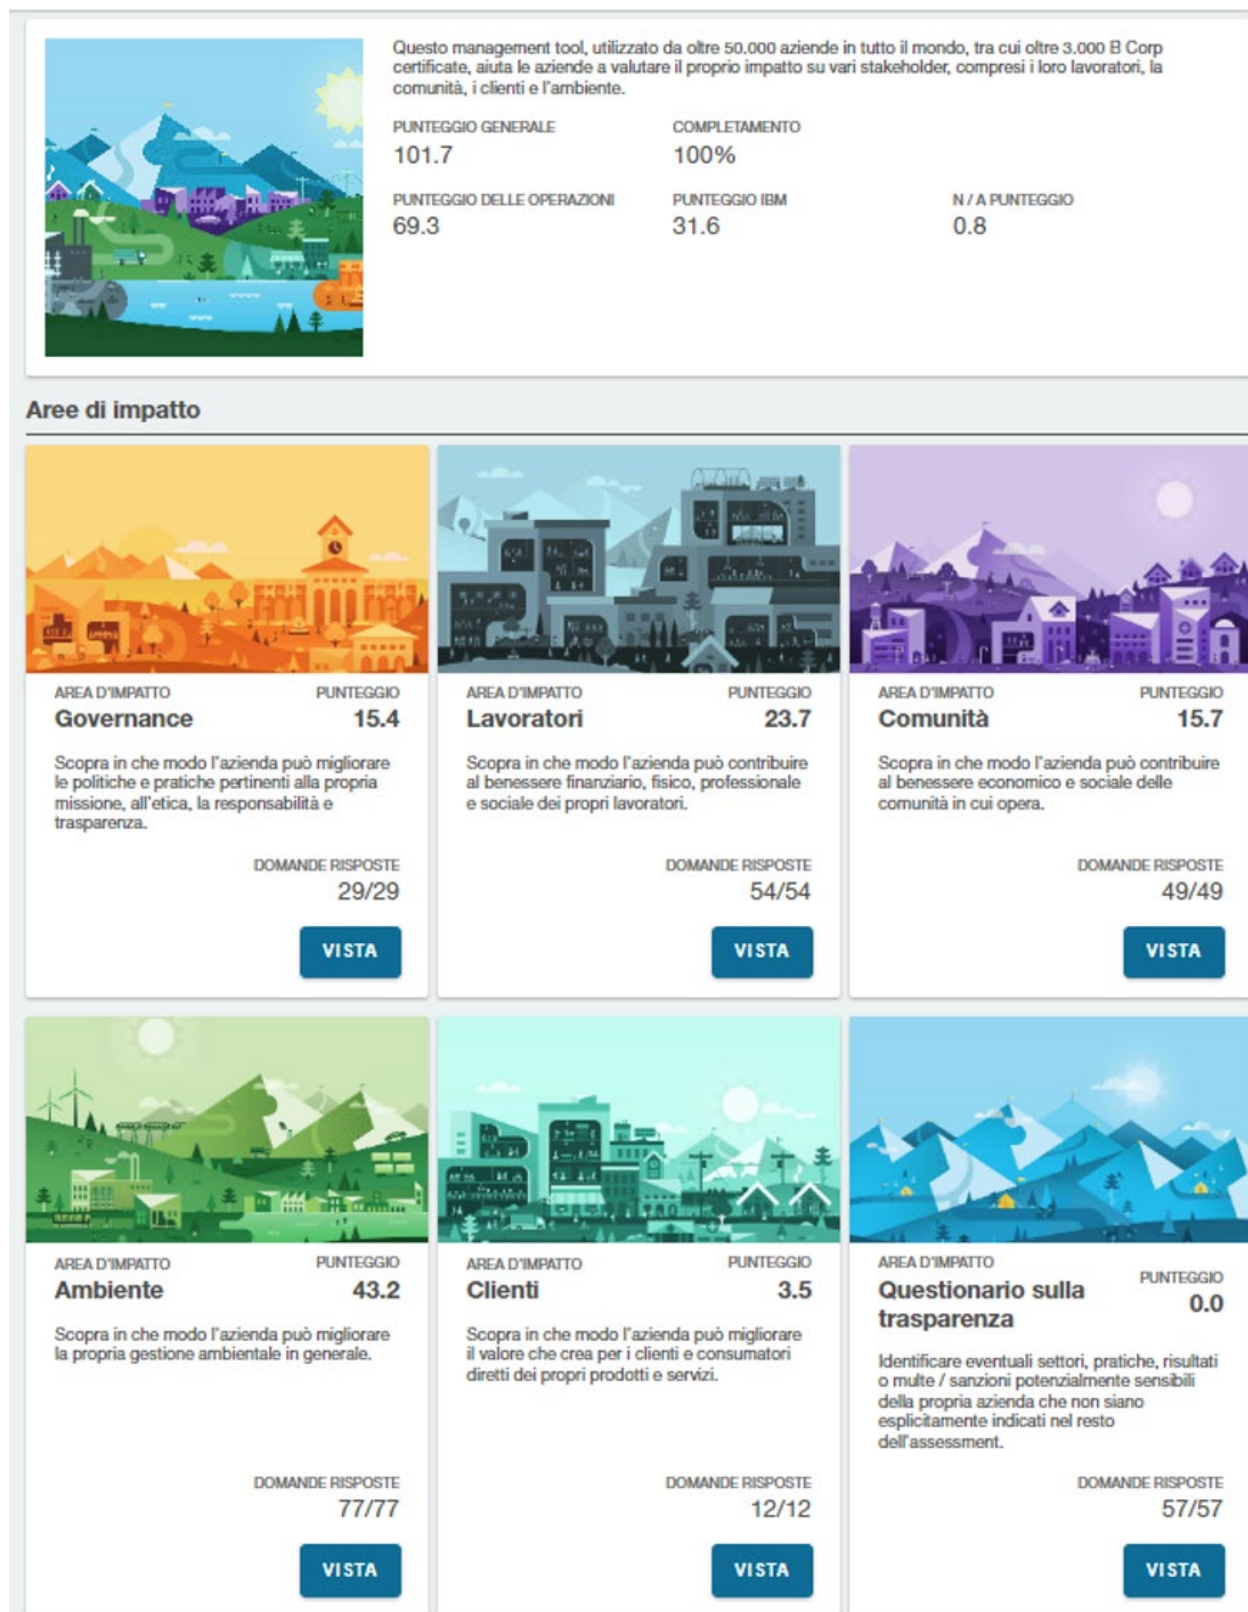 Questo management tool, utilizzato da oltre 50.000 aziende in tutto il mondo, tra cui oltre 3.000 B Corp
certificate, aiuta le aziende a valutare il proprio impatto su vari stakeholder, compresi i loro lavoratori, la
comunità, i clienti e l'ambiente.
PUNTEGGIO GENERALE COMPLETAMENTO
101.7 100%
PUNTEGGIO DELLE OPERAZIONI PUNTEGGIO IBM N / A PUNTEGGIO
69.3 31.6 0.8
Aree di impatto
AREA D'IMPATTO PUNTEGGIO
Governance 15.4
Scopra in che modo l'azienda può migliorare
le politiche e pratiche pertinenti alla propria
missione, all'etica, la responsabilità e
trasparenza.
DOMANDE RISPOSTE
29/29
VISTA
AREA D'IMPATTO PUNTEGGIO
Lavoratori 23.7
Scopra in che modo l'azienda può contribuire
al benessere finanziario, fisico, professionale
e sociale dei propri lavoratori.
DOMANDE RISPOSTE
54/54
VISTA
AREA D'IMPATTO PUNTEGGIO
Comunità 15.7
Scopra in che modo l'azienda può contribuire
al benessere economico e sociale delle
comunità in cui opera.
DOMANDE RISPOSTE
49/49
VISTA
AREA D'IMPATTO PUNTEGGIO
Ambiente 43.2
Scopra in che modo l'azienda può migliorare
la propria gestione ambientale in generale.
DOMANDE RISPOSTE
77/77
VISTA
AREA D'IMPATTO PUNTEGGIO
Clienti 3.5
Scopra in che modo l'azienda può migliorare
il valore che crea per i clienti e consumatori
diretti dei propri prodotti e servizi.
DOMANDE RISPOSTE
12/12
VISTA
AREA D'IMPATTO PUNTEGGIO
Questionario sulla 0.0
trasparenza
Identificare eventuali settori, pratiche, risultati
o multe / sanzioni potenzialmente sensibili
della propria azienda che non siano
esplicitamente indicati nel resto
dell'assessment.
DOMANDE RISPOSTE
57/57
VISTA